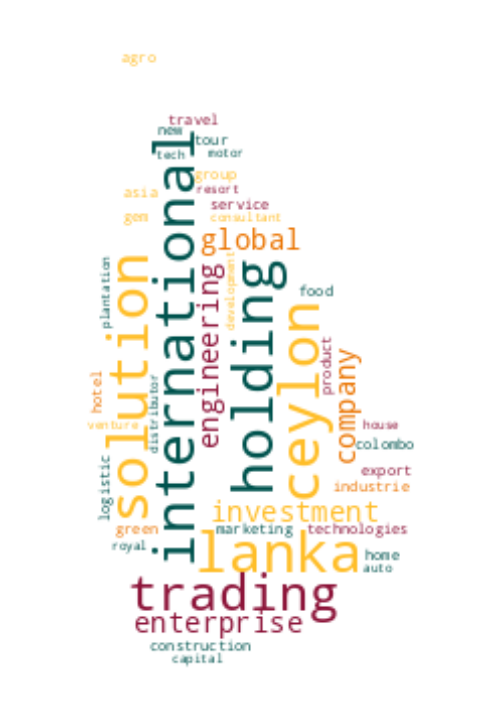 agro
travel
new
tour
tech
motor
group
asia
resort
service
gem
consultant
global
international
solution
plantation
engineering
development
holding
food
ceylon
product
company
hotel
distributor
venture
house
colombo
logistic
export
industrie
investment
green
marketing
technologies
lanka
royal
home
auto
trading
enterprise
construction
capital